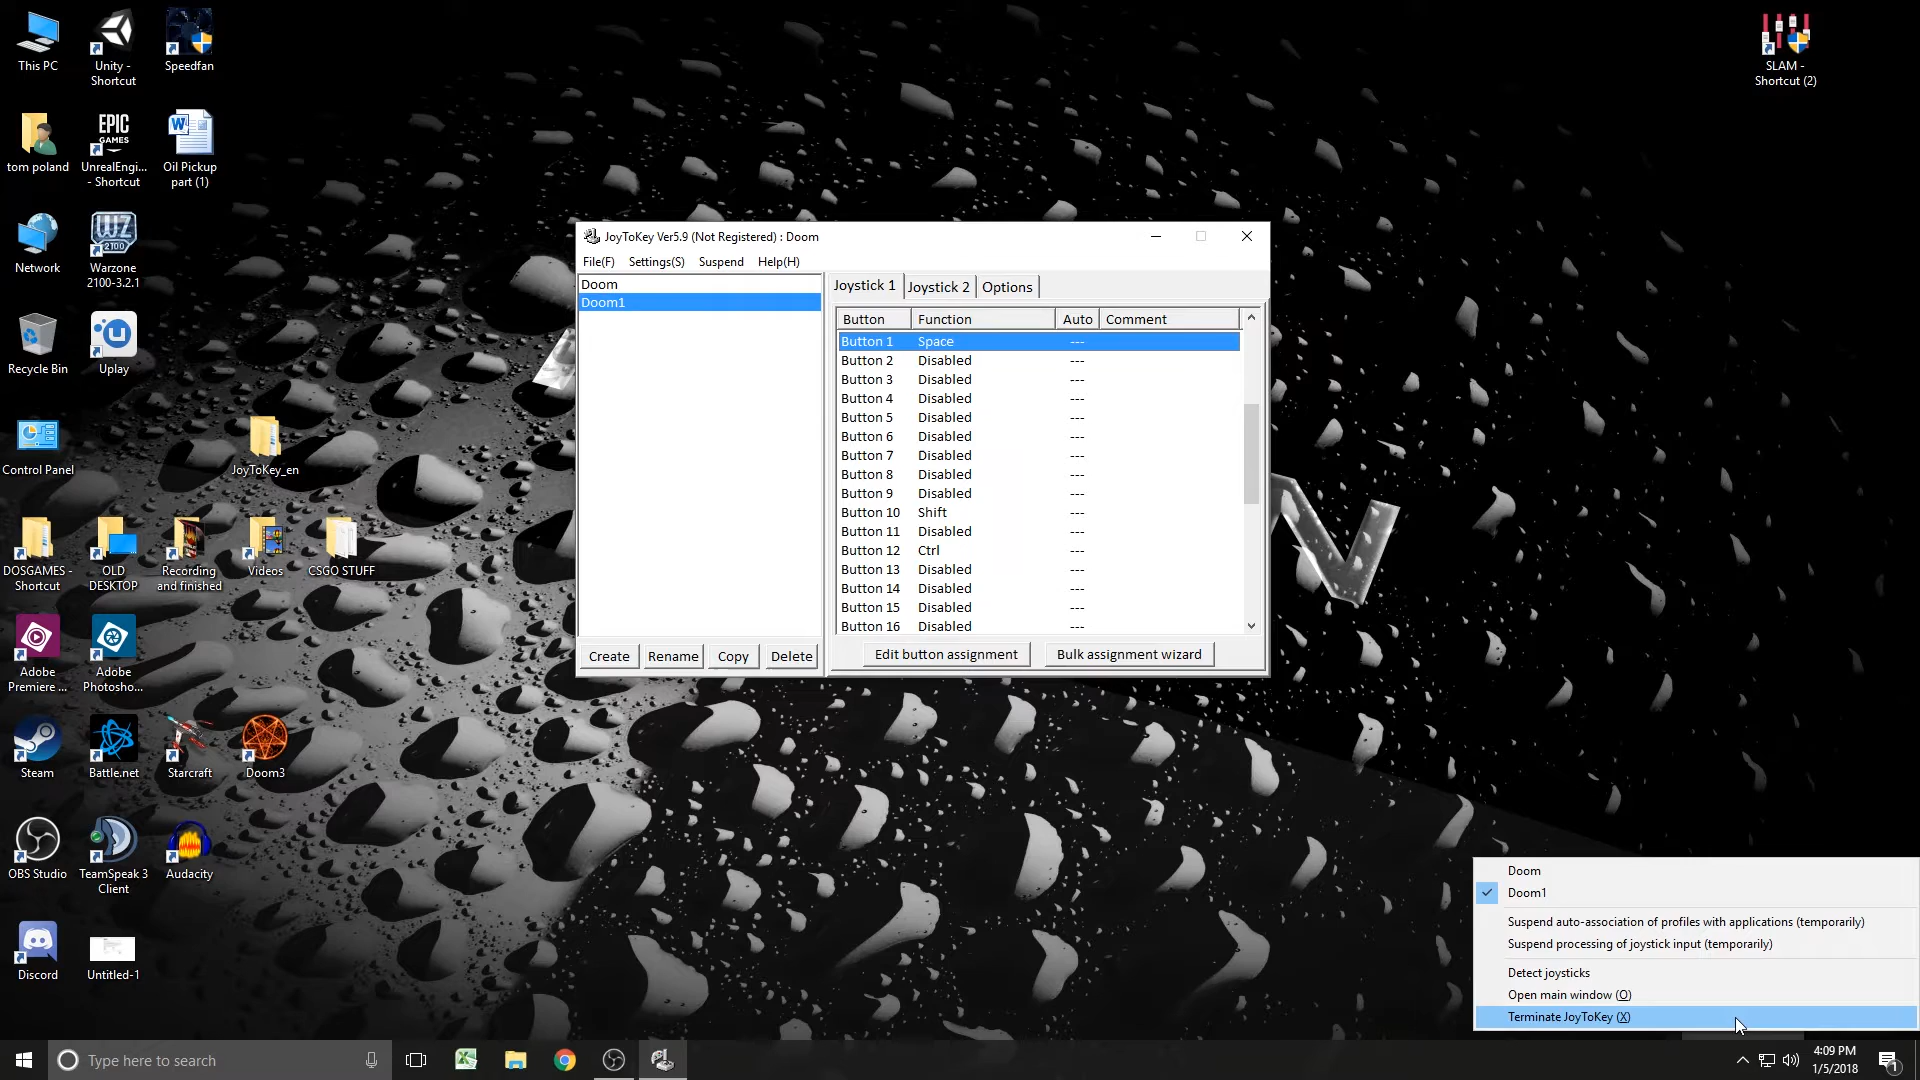 This PC
Unity -
Shortcut
Speedfan
SLAM -
Shortcut (2)
tom poland
EPIC
GAMES
UnrealEngi...
- Shortcut
Oil Pickup
part (1)
Network
WZ
2100
Warzone
2100-3.2.1
Recycle Bin
Uplay
Control Panel
JoyToKey_en
DOSGAMES -
Shortcut
OLD
DESKTOP
Recording
and finished
Videos
CSGO STUFF
Adobe
Premiere ...
Adobe
Photosho...
Steam
Battle.net
Starcraft
Doom3
OBS Studio
TeamSpeak 3
Client
Audacity
Discord
Untitled-1
JoyToKey Ver5.9 (Not Registered) : Doom
File(F) Settings(S) Suspend Help(H)
Doom
Doom1
Create Rename Copy Delete
Joystick 1 Joystick 2 Options
Button Function Auto Comment
Button 1 Space ---
Button 2 Disabled ---
Button 3 Disabled ---
Button 4 Disabled ---
Button 5 Disabled ---
Button 6 Disabled ---
Button 7 Disabled ---
Button 8 Disabled ---
Button 9 Disabled ---
Button 10 Shift ---
Button 11 Disabled ---
Button 12 Ctrl ---
Button 13 Disabled ---
Button 14 Disabled ---
Button 15 Disabled ---
Button 16 Disabled ---
Edit button assignment Bulk assignment wizard
Doom
Doom1
Suspend auto-association of profiles with applications (temporarily)
Suspend processing of joystick input (temporarily)
Detect joysticks
Open main window (O)
Terminate JoyToKey (X)
Type here to search
4:09 PM
1/5/2018
1